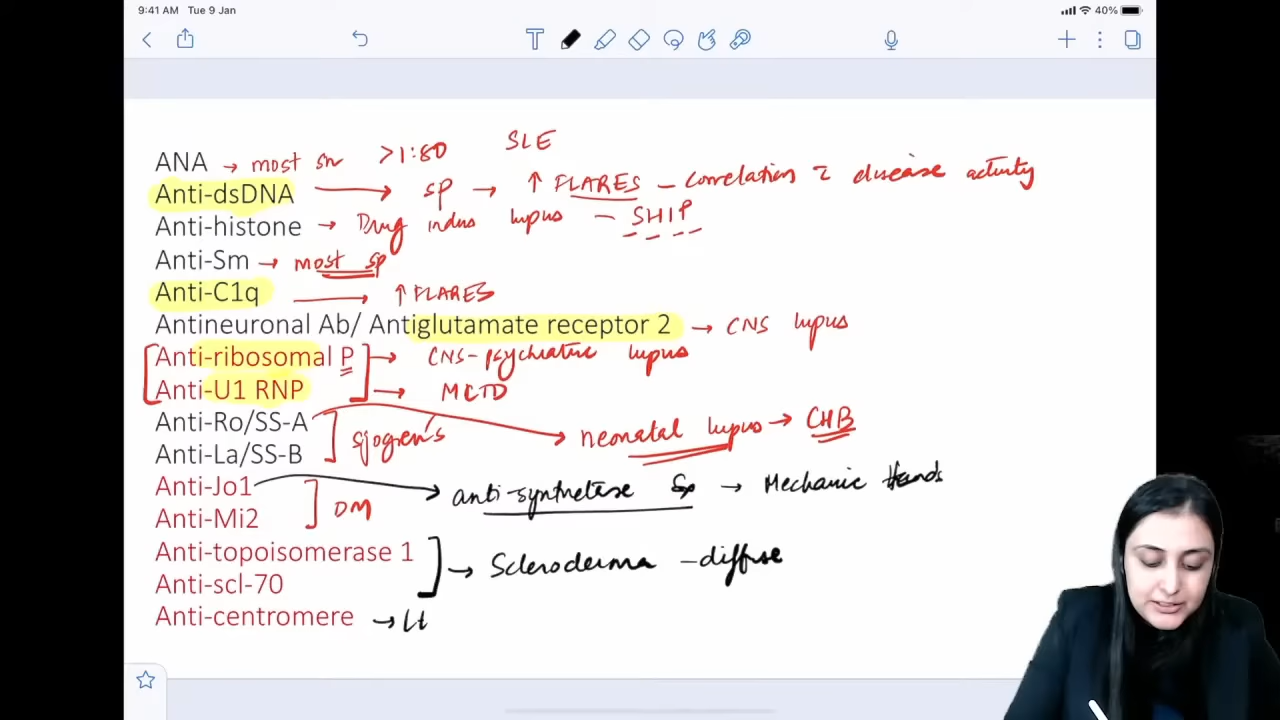 9:41 AM Tue 9 Jan 40%
SLE
ANA → most sn >1:80
Anti-dsDNA → sp → ↑ FLARES – correlation c disease activity
Anti-histone → Drug indus lupus – SHIP
Anti-Sm → most sp
Anti-C1q → ↑ FLARES
Antineuronal Ab/ Antiglutamate receptor 2 → CNS lupus
Anti-ribosomal P → CNS-psychiatric lupus
Anti-U1 RNP → MCTD
Anti-Ro/SS-A → neonatal lupus → CHB
Sjogren's
Anti-La/SS-B
Anti-Jo1 → anti-synthetase → Mechanic Hands
Anti-Mi2 DM
Anti-topoisomerase 1 → Scleroderma – diffuse
Anti-scl-70
Anti-centromere → Lt